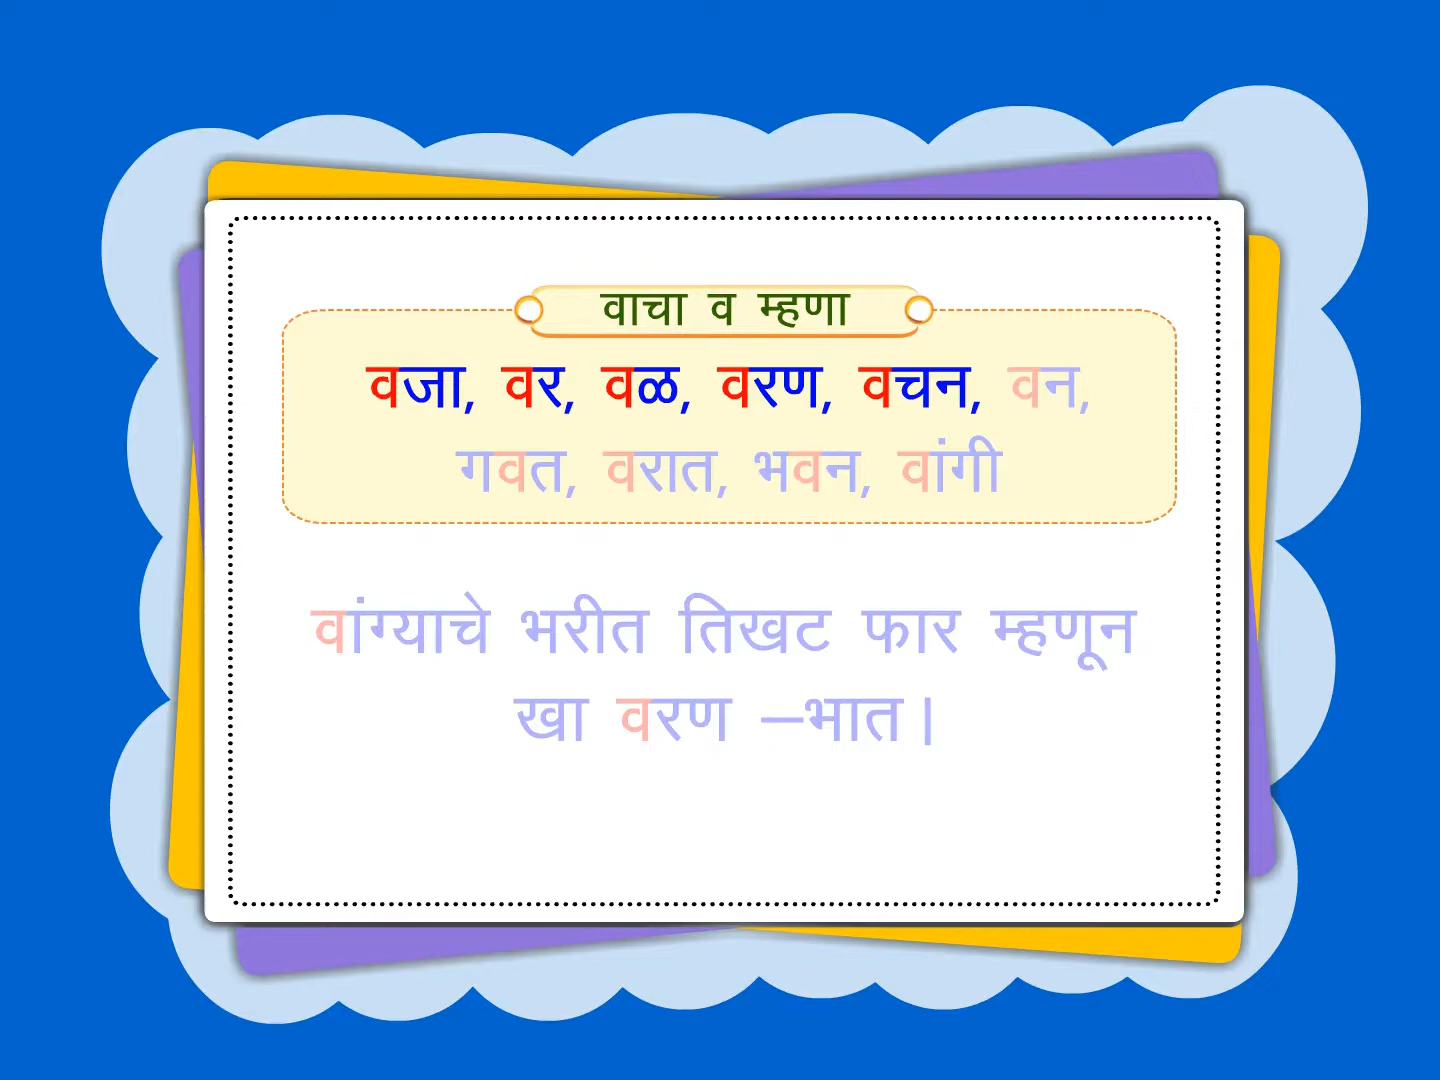 वाचा व म्हणा
वजा, वर, वळ, वरण, वचन, वन,
गवत, वरात, भवन, वांगी
वांग्याचे भरीत तिखट फार म्हणून
खा वरण –भात।